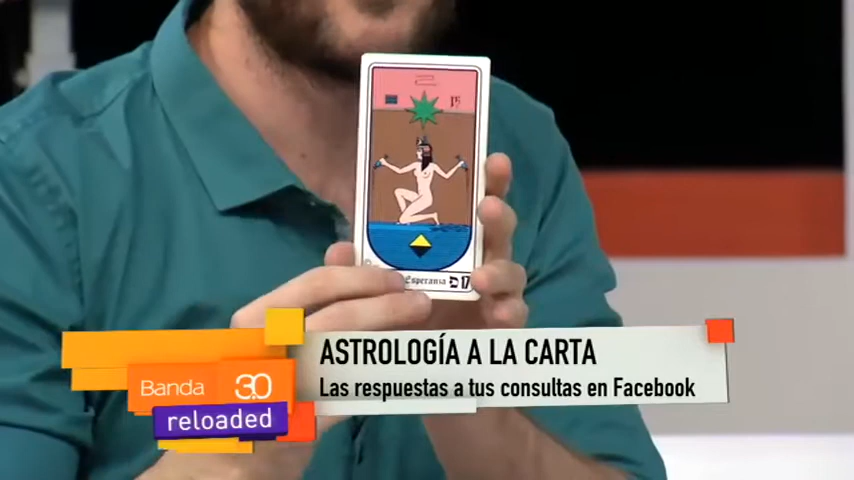 Esperanza 17
ASTROLOGÍA A LA CARTA
Las respuestas a tus consultas en Facebook
Banda 3.0
reloaded